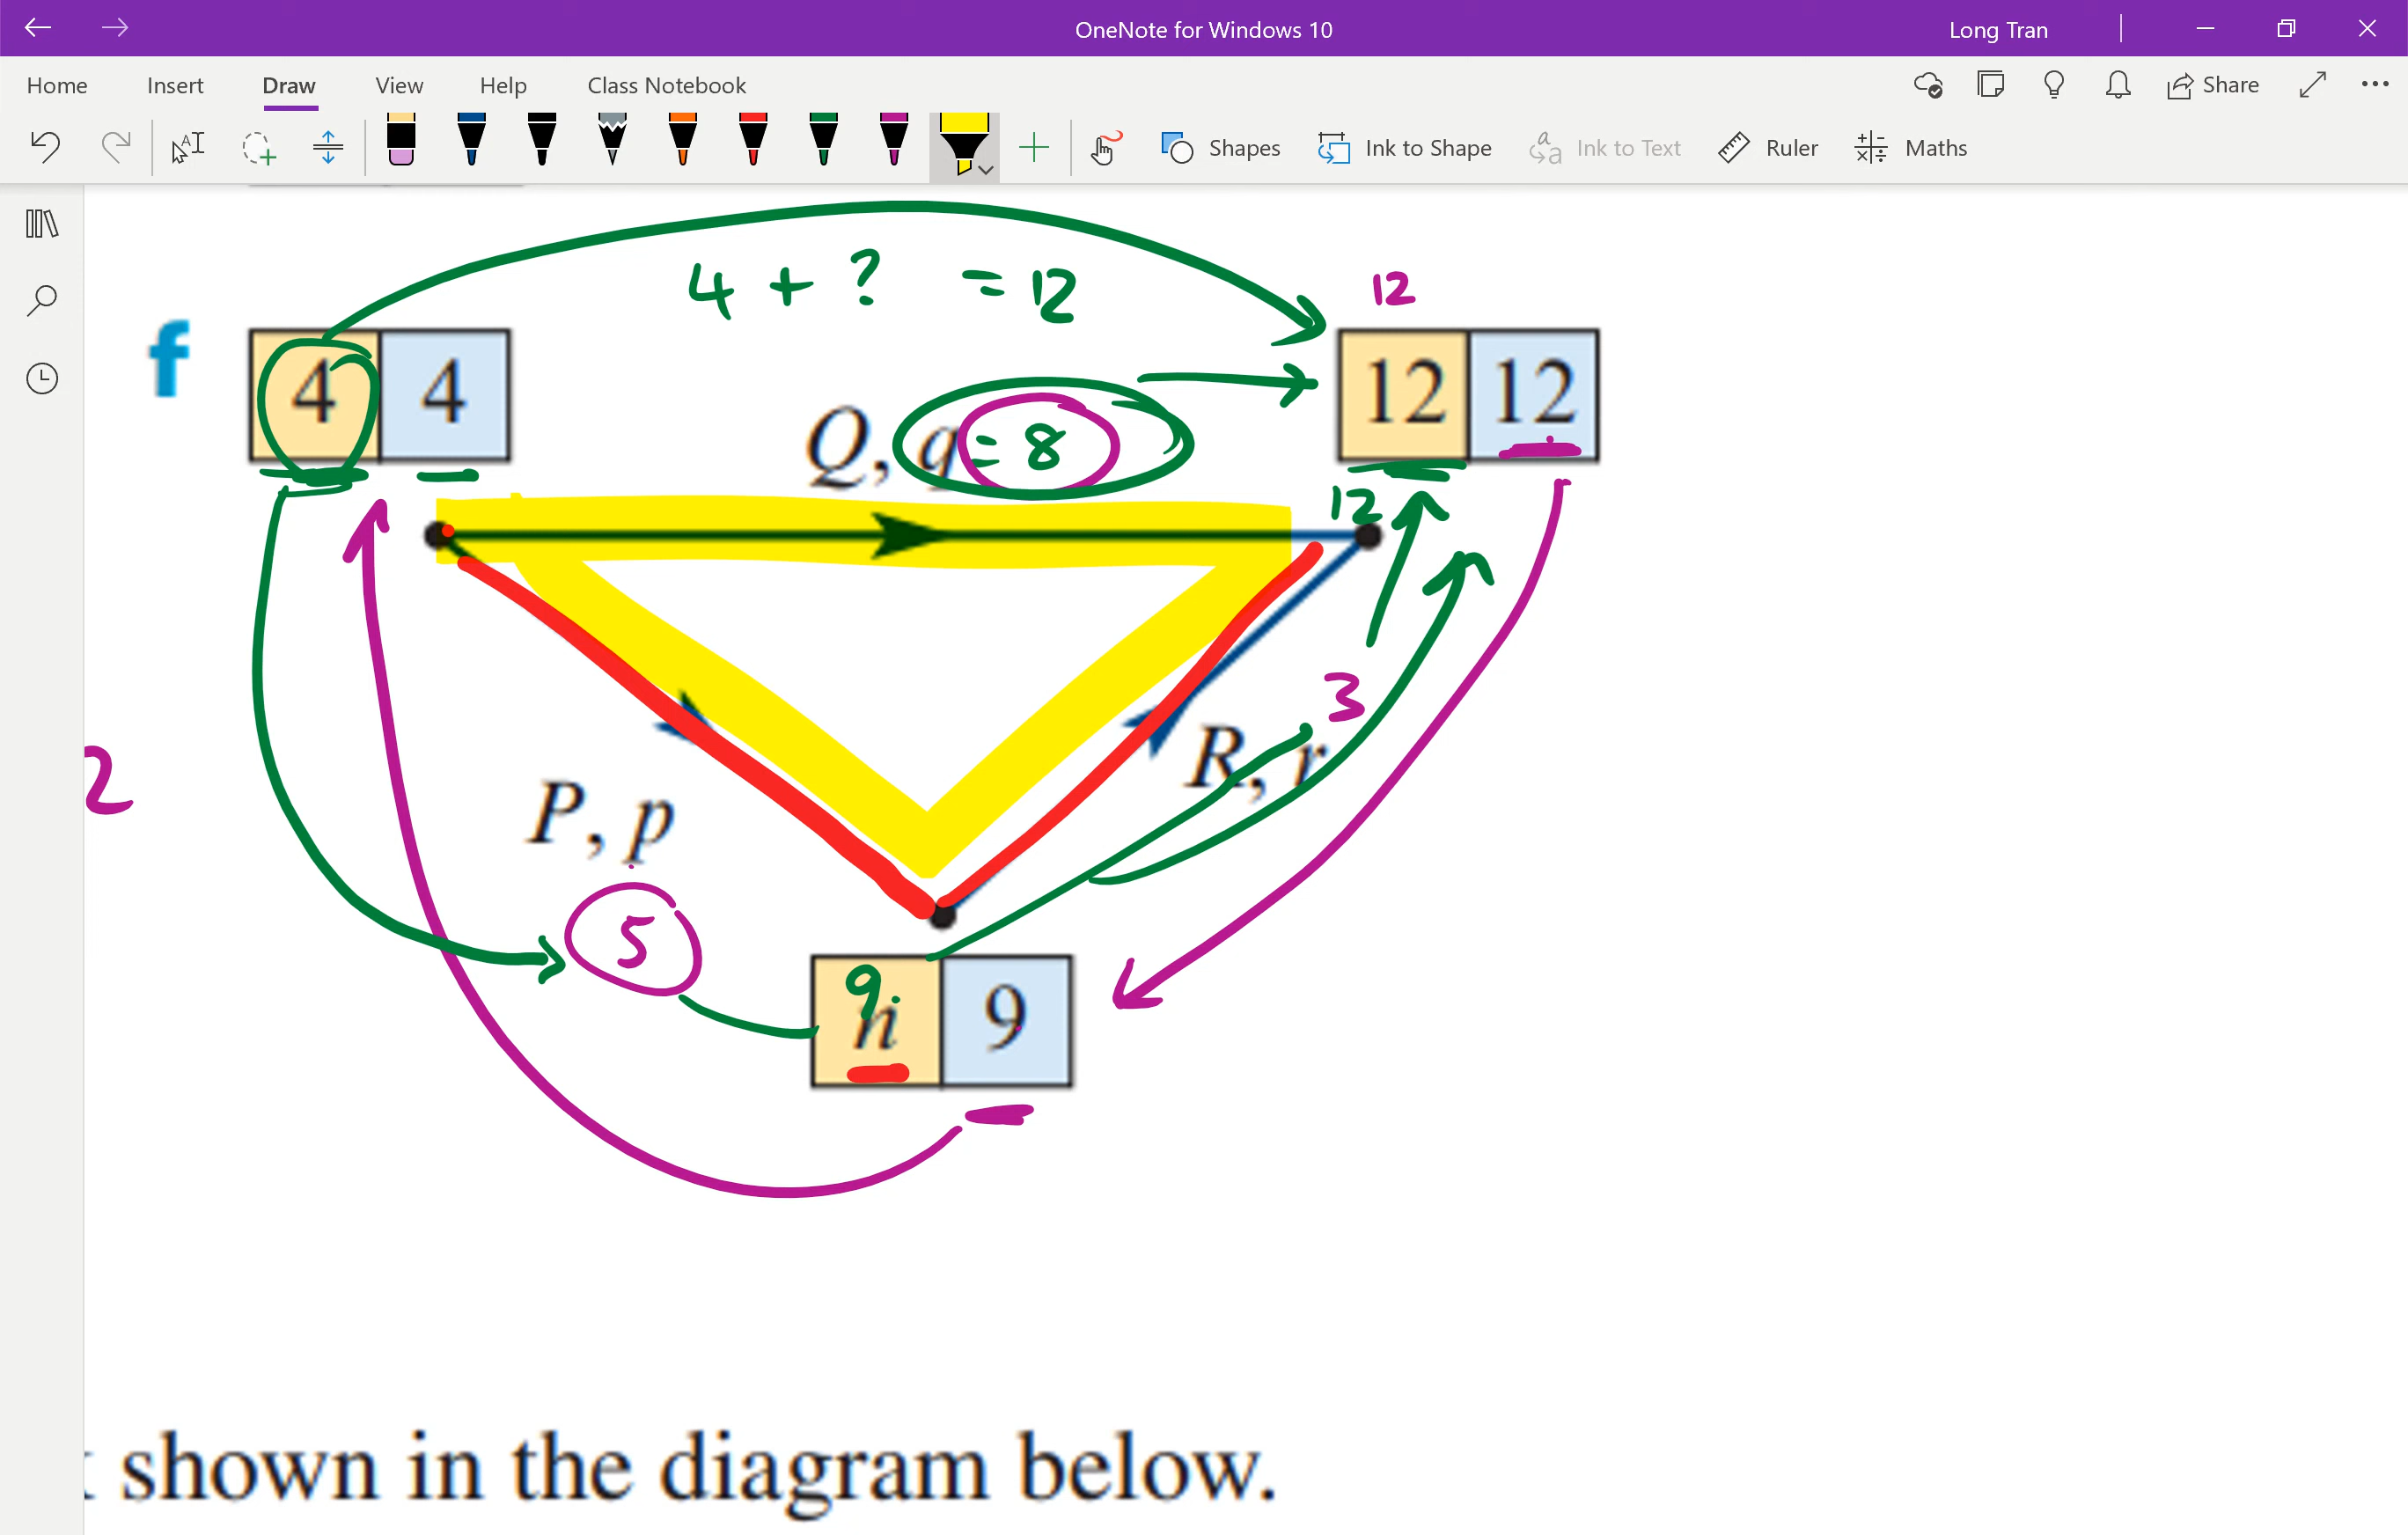 OneNote for Windows 10
Long Tran
Home Insert Draw View Help Class Notebook
Share
Shapes Ink to Shape Ink to Text Ruler Maths
4 + ? = 12
12
f 4 4
12 12
Q, q = 8
12
3
R, r
2
P, p
5
9
n 9
shown in the diagram below.